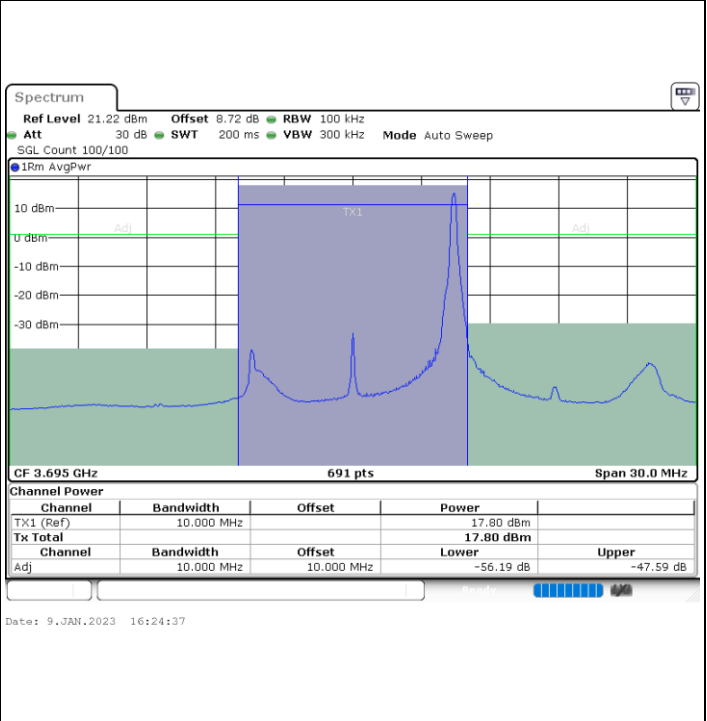 Spectrum
Ref Level 21.22 dBm Offset 8.72 dB RBW 100 kHz
Att 30 dB SWT 200 ms VBW 300 kHz Mode Auto Sweep
SGL Count 100/100
1Rm AvgPwr
10 dBm
TX1
Adj Adj
0 dBm
-10 dBm
-20 dBm
-30 dBm
CF 3.695 GHz 691 pts Span 30.0 MHz
Channel Power
Channel Bandwidth Offset Power
TX1 (Ref) 10.000 MHz 17.80 dBm
Tx Total 17.80 dBm
Channel Bandwidth Offset Lower Upper
Adj 10.000 MHz 10.000 MHz -56.19 dB -47.59 dB
Ready
Date: 9.JAN.2023 16:24:37